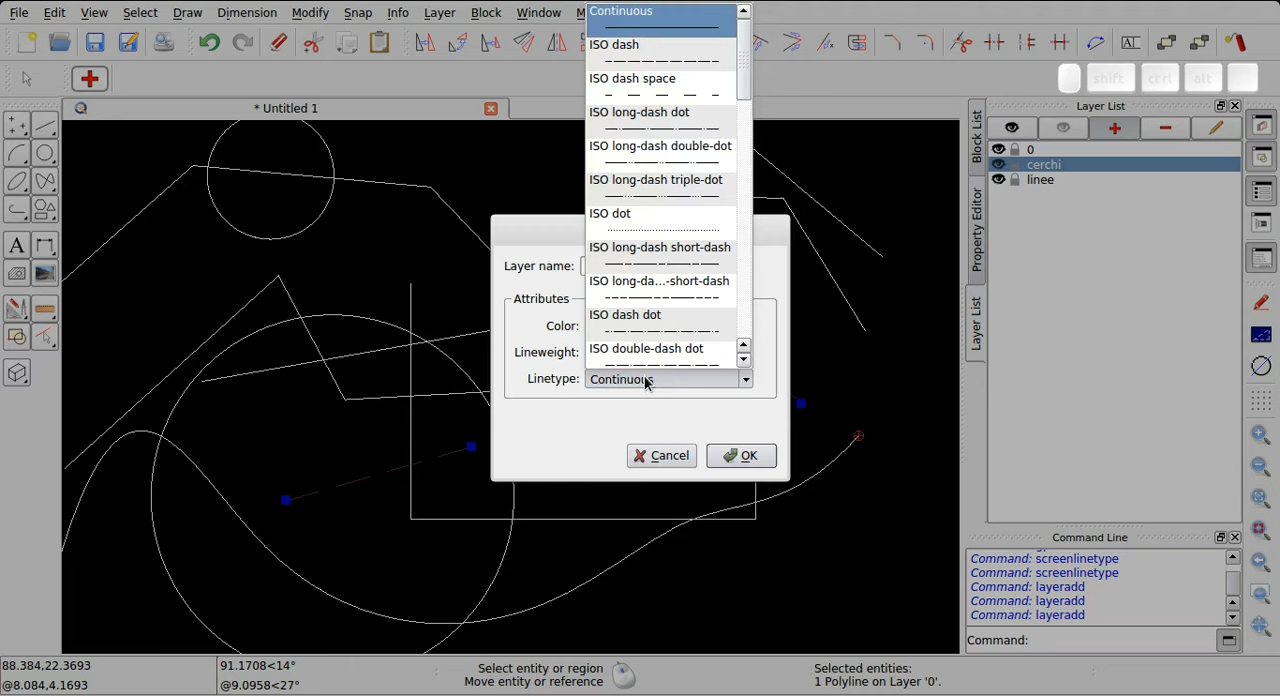 File Edit View Select Draw Dimension Modify Snap Info Layer Block Window
shift ctrl alt
* Untitled 1
Layer List
Block List
Property Editor
Layer List
0
cerchi
linee
Continuous
ISO dash
ISO dash space
ISO long-dash dot
ISO long-dash double-dot
ISO long-dash triple-dot
ISO dot
ISO long-dash short-dash
ISO long-da...-short-dash
ISO dash dot
ISO double-dash dot
Layer name:
Attributes
Color:
Lineweight:
Linetype: Continuous
Cancel OK
Command Line
Command: screenlinetype
Command: screenlinetype
Command: layeradd
Command: layeradd
Command: layeradd
Command:
88.384,22.3693
@8.084,4.1693
91.1708<14°
@9.0958<27°
Select entity or region
Move entity or reference
Selected entities:
1 Polyline on Layer '0'.